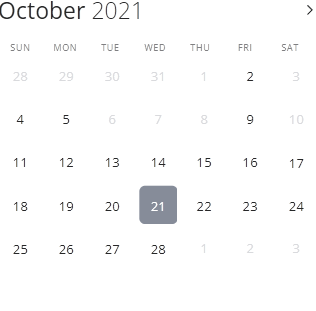 October 2021 >
SUN MON TUE WED THU FRI SAT
28 29 30 31 1 2 3
4 5 6 7 8 9 10
11 12 13 14 15 16 17
18 19 20 21 22 23 24
25 26 27 28 1 2 3